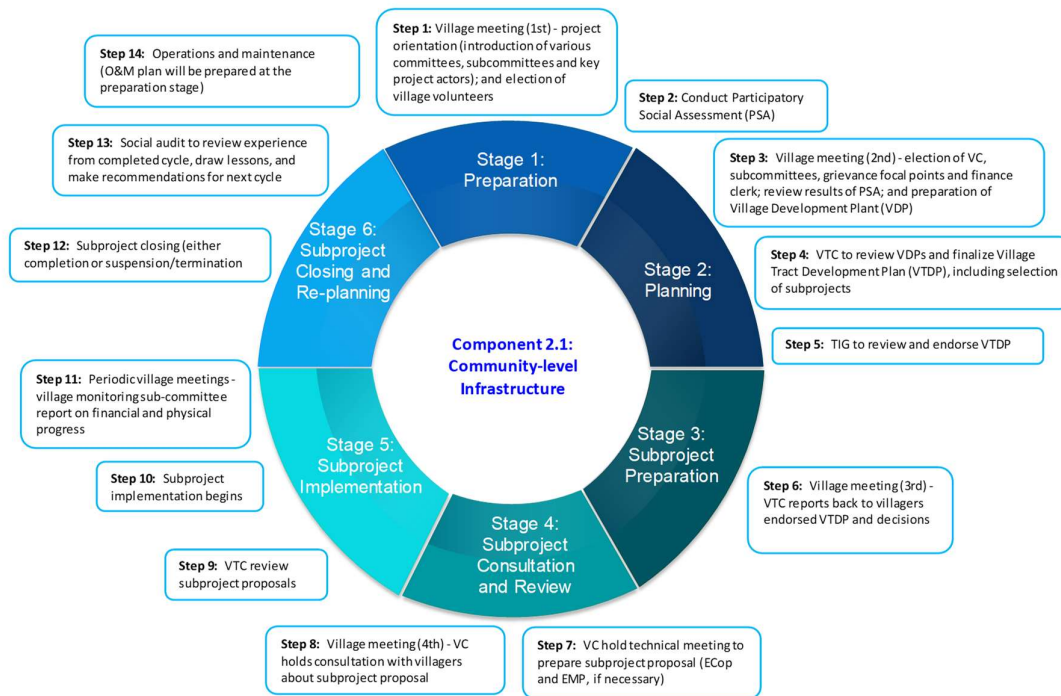 Step 1: Village meeting (1st) - project
orientation (introduction of various
committees, subcommittees and key
project actors); and election of
village volunteers
Step 2: Conduct Participatory
Social Assessment (PSA)
Step 3: Village meeting (2nd) - election of VC,
subcommittees, grievance focal points and finance
clerk; review results of PSA; and preparation of
Village Development Plant (VDP)
Step 4: VTC to review VDPs and finalize Village
Tract Development Plan (VTDP), including selection
of subprojects
Step 5: TIG to review and endorse VTDP
Step 6: Village meeting (3rd) -
VTC reports back to villagers
endorsed VTDP and decisions
Step 7: VC hold technical meeting to
prepare subproject proposal (ECop
and EMP, if necessary)
Step 8: Village meeting (4th) - VC
holds consultation with villagers
about subproject proposal
Step 9: VTC review
subproject proposals
Step 10: Subproject
implementation begins
Step 11: Periodic village meetings -
village monitoring sub-committee
report on financial and physical
progress
Step 12: Subproject closing (either
completion or suspension/termination
Step 13: Social audit to review experience
from completed cycle, draw lessons, and
make recommendations for next cycle
Step 14: Operations and maintenance
(O&M plan will be prepared at the
preparation stage)
Stage 1:
Preparation
Stage 2:
Planning
Stage 3:
Subproject
Preparation
Stage 4:
Subproject
Consultation
and Review
Stage 5:
Subproject
Implementation
Stage 6:
Subproject
Closing and
Re-planning
Component 2.1:
Community-level
Infrastructure